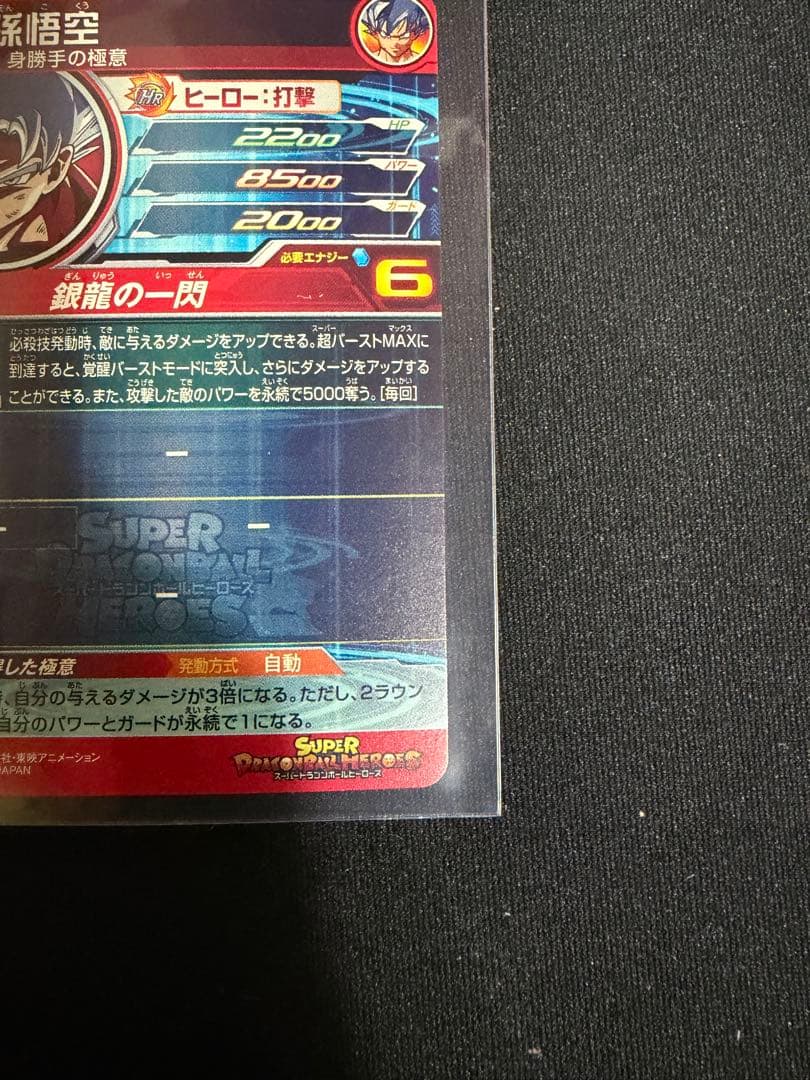 孫悟空
身勝手の極意
HR ヒーロー:打撃
HP
2200
パワー
8500
ガード
2000
必要エナジー 6
銀龍の一閃
必殺技発動時、敵に与えるダメージをアップできる。超バーストMAXに
到達すると、覚醒バーストモードに突入し、さらにダメージをアップする
ことができる。また、攻撃した敵のパワーを永続で5000奪う。[毎回]
ー
ー
SUPER
DRAGONBALL
スーパードラゴンボールヒーローズ
HEROES
ー
した極意
発動方式 自動
、自分の与えるダメージが3倍になる。ただし、2ラウン
自分のパワーとガードが永続で1になる。
社・東映アニメーション
JAPAN
SUPER
DRAGONBALL HEROES
スーパードラゴンボールヒーローズ